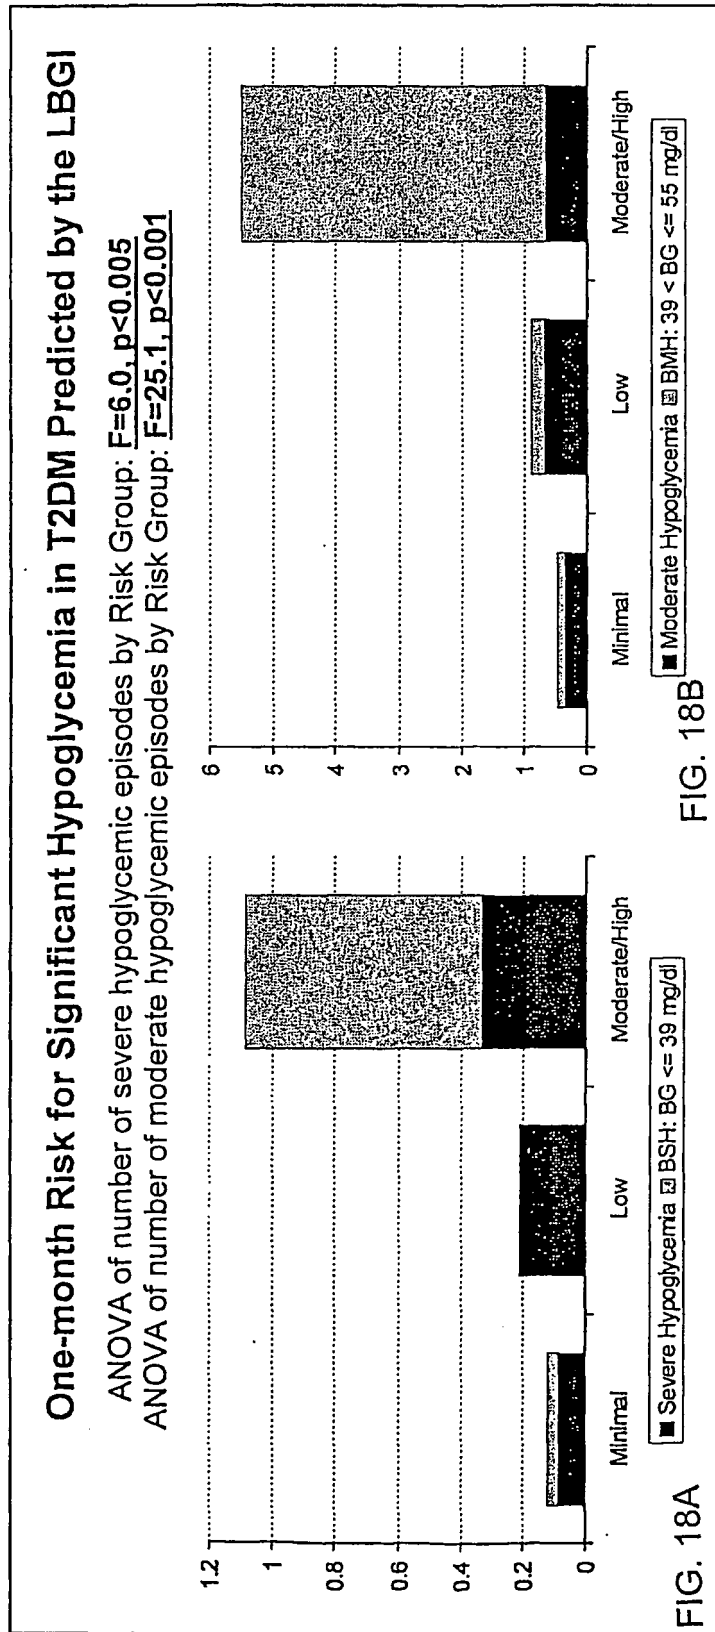 One-month Risk for Significant Hypoglycemia in T2DM Predicted by the LBGI
ANOVA of number of severe hypoglycemic episodes by Risk Group: F=6.0, p<0.005
ANOVA of number of moderate hypoglycemic episodes by Risk Group: F=25.1, p<0.001
1.2
1
0.8
0.6
0.4
0.2
0
Minimal
Low
Moderate/High
Severe Hypoglycemia BSH: BG <= 39 mg/dl
FIG. 18A
6
5
4
3
2
1
0
Minimal
Low
Moderate/High
Moderate Hypoglycemia BMH: 39 < BG <= 55 mg/dl
FIG. 18B